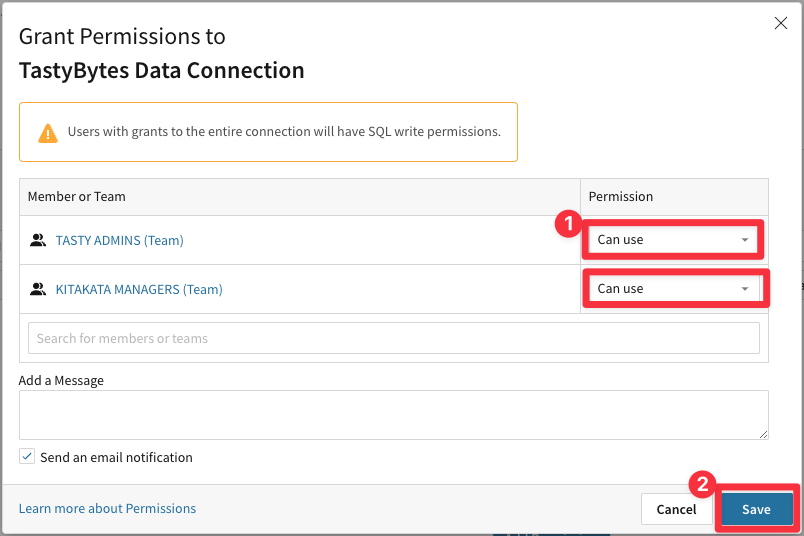 Grant Permissions to
TastyBytes Data Connection
Users with grants to the entire connection will have SQL write permissions.
Member or Team
Permission
1
TASTY ADMINS (Team)
Can use
KITAKATA MANAGERS (Team)
Can use
Search for members or teams
Add a Message
Send an email notification
2
Learn more about Permissions
Cancel
Save